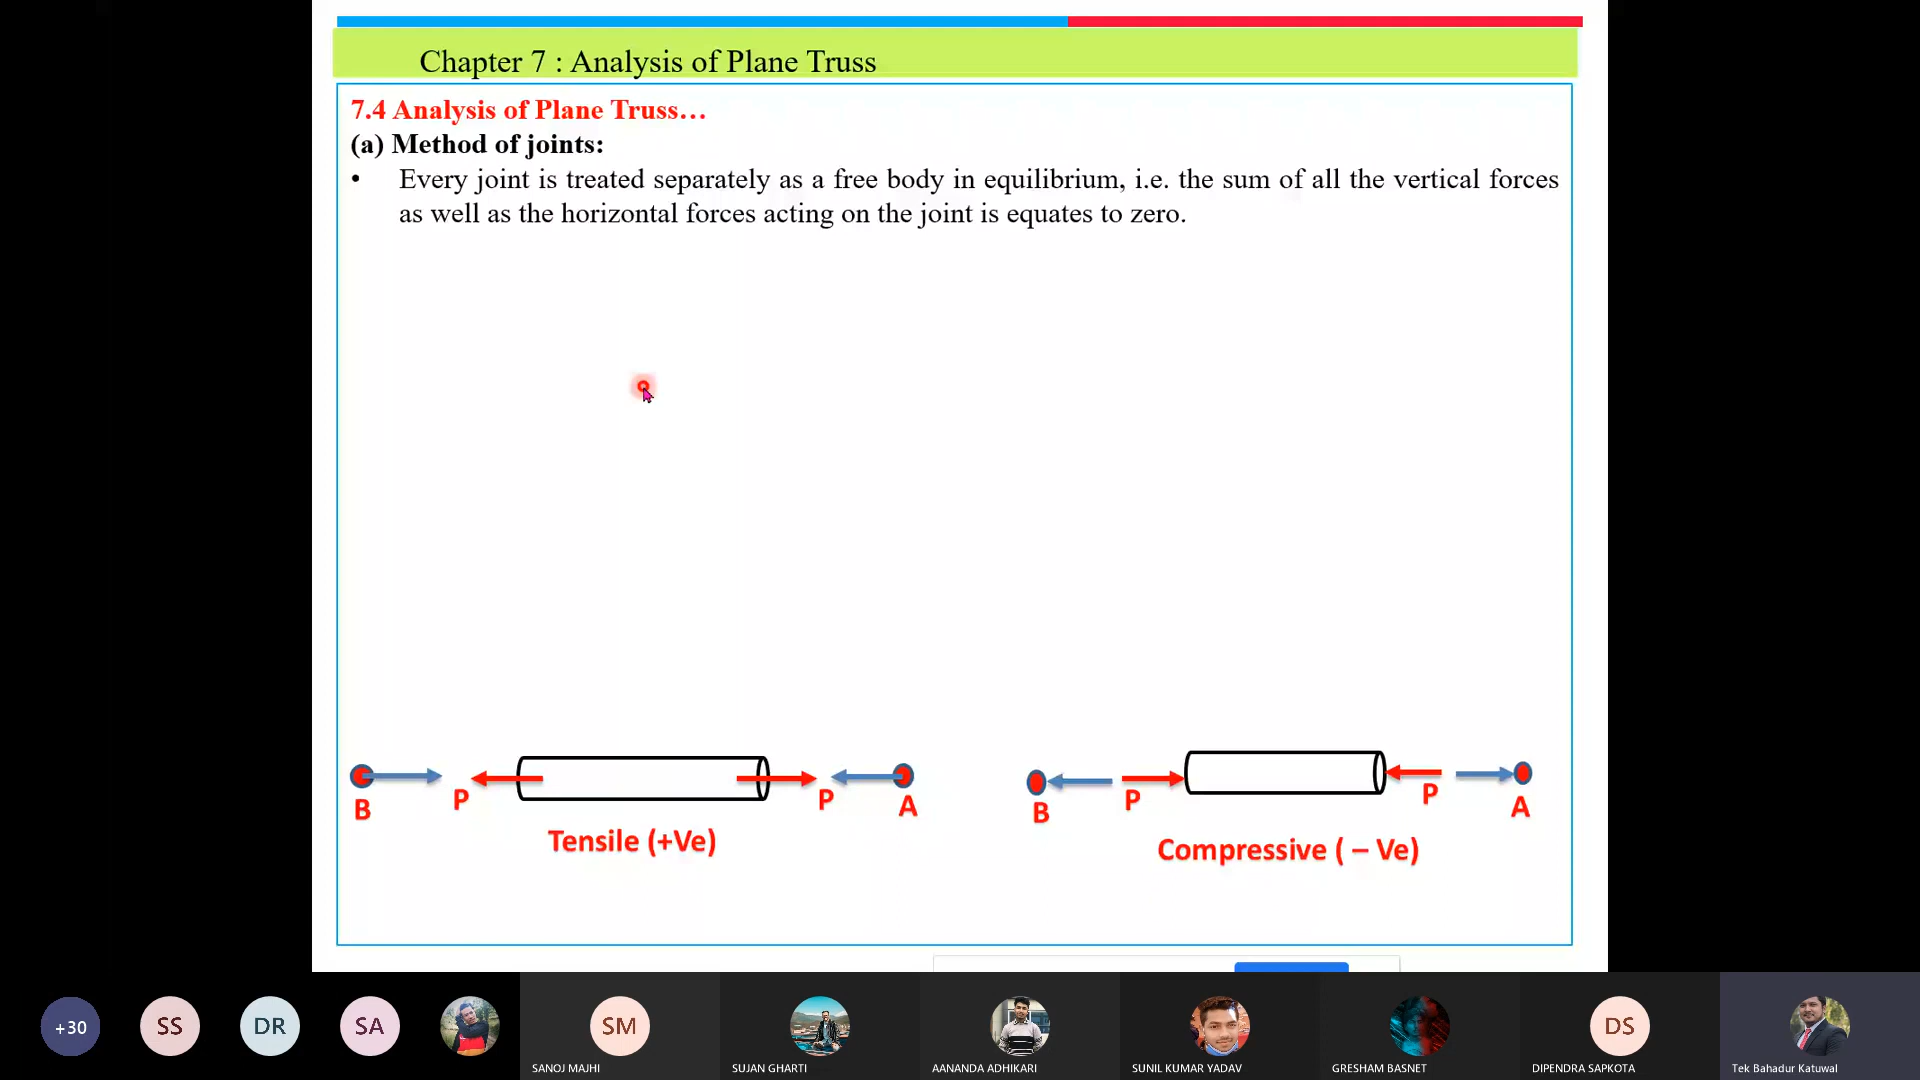 Chapter 7 : Analysis of Plane Truss
7.4 Analysis of Plane Truss…
(a) Method of joints:
• Every joint is treated separately as a free body in equilibrium, i.e. the sum of all the vertical forces
as well as the horizontal forces acting on the joint is equates to zero.
B P P A
Tensile (+Ve)
B P P A
Compressive ( – Ve)
+30 SS DR SA SM DS
SANOJ MAJHI SUJAN GHARTI AANANDA ADHIKARI SUNIL KUMAR YADAV GRESHAM BASNET DIPENDRA SAPKOTA Tek Bahadur Katuwal